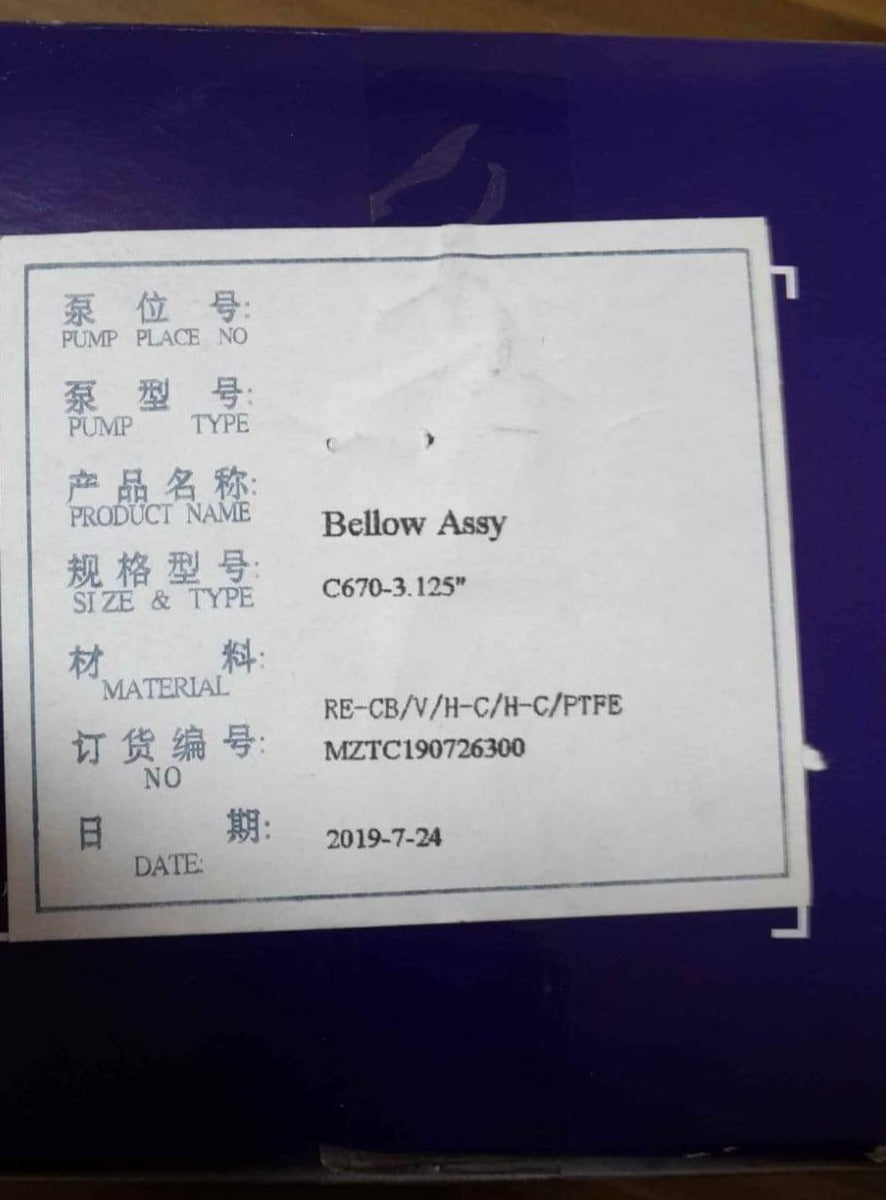 泵 位 号:
PUMP PLACE NO
泵 型 号:
PUMP TYPE
产 品 名 称:
PRODUCT NAME
Bellow Assy
规 格 型 号:
SIZE & TYPE
C670-3.125"
材 料:
MATERIAL
RE-CB/V/H-C/H-C/PTFE
订 货 编 号:
NO
MZTC190726300
日 期:
DATE:
2019-7-24